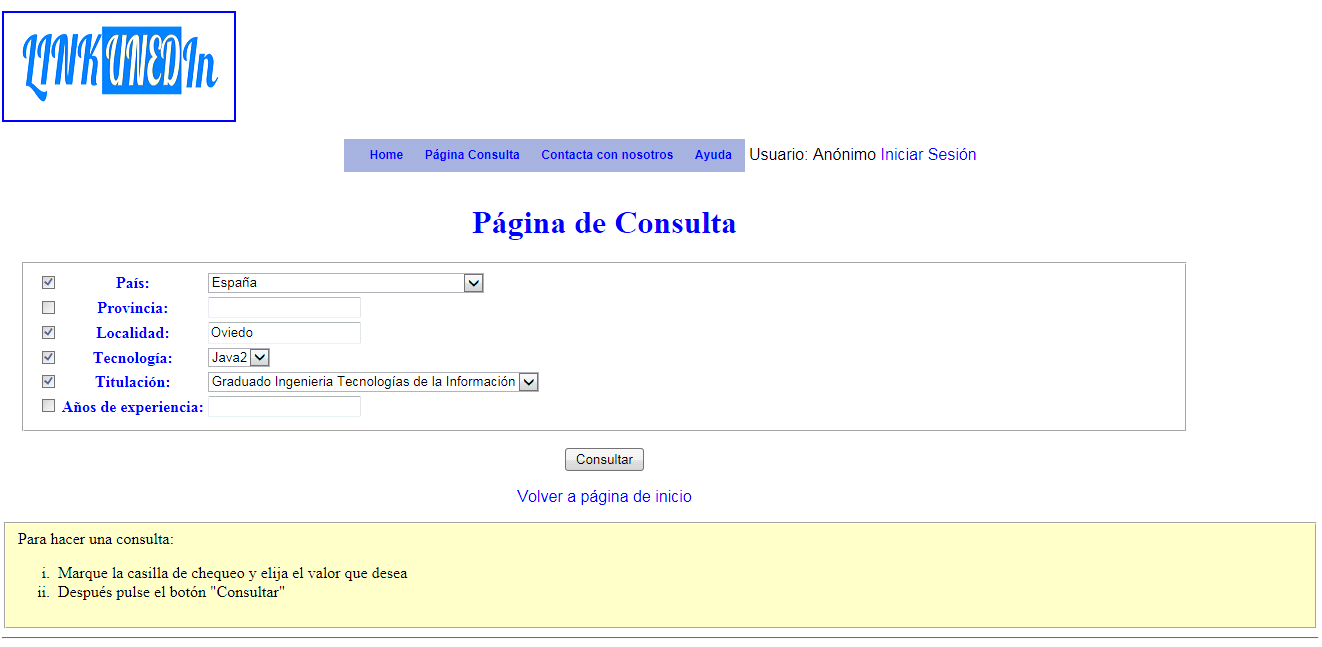 LINKUNEDIn
Home Página Consulta Contacta con nosotros Ayuda Usuario: Anónimo Iniciar Sesión
Página de Consulta
País: España
Provincia:
Localidad: Oviedo
Tecnología: Java2
Titulación: Graduado Ingenieria Tecnologías de la Información
Años de experiencia:
Consultar
Volver a página de inicio
Para hacer una consulta:
i. Marque la casilla de chequeo y elija el valor que desea
ii. Después pulse el botón "Consultar"